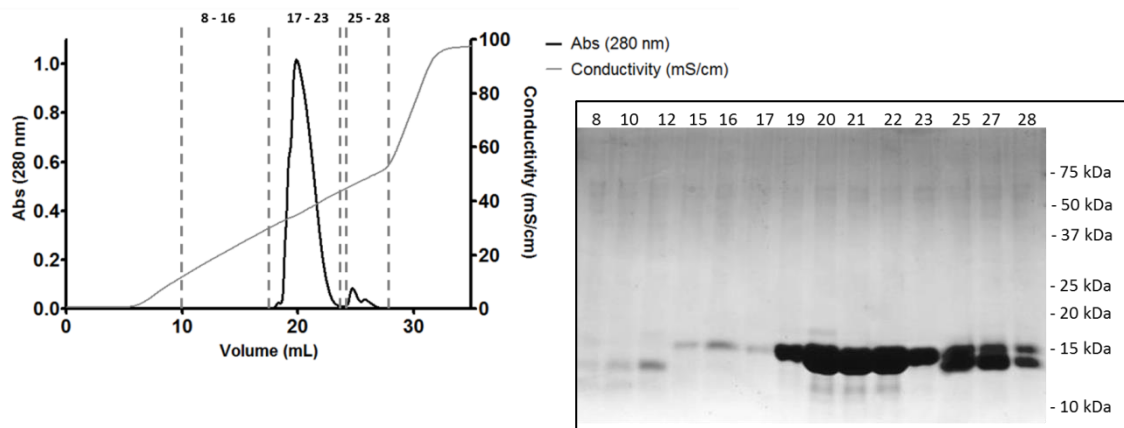 8 - 16 17 - 23 25 - 28
Abs (280 nm)
Conductivity (mS/cm)
Abs (280 nm)
1.0
0.8
0.6
0.4
0.2
0.0
0 10 20 30
Volume (mL)
100
80
60
40
20
0
Conductivity (mS/cm)
8 10 12 15 16 17 19 20 21 22 23 25 27 28
- 75 kDa
- 50 kDa
- 37 kDa
- 25 kDa
- 20 kDa
- 15 kDa
- 10 kDa